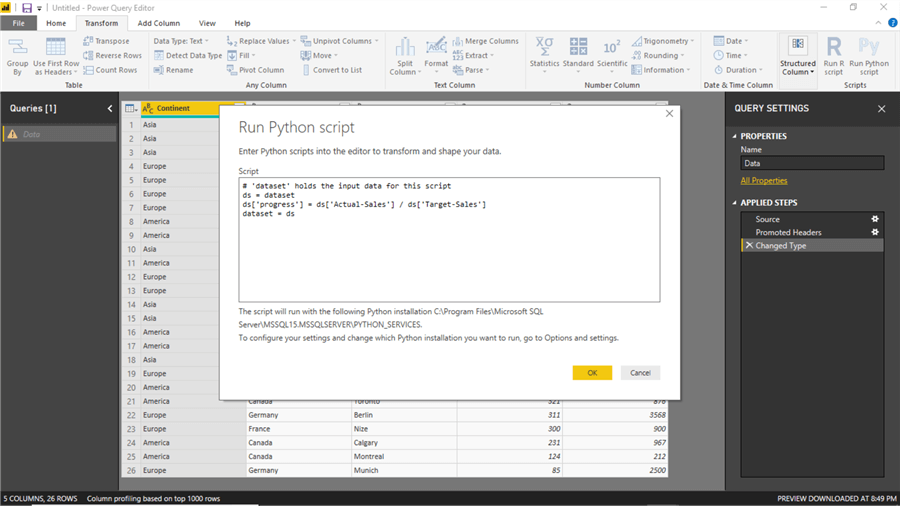 Untitled - Power Query Editor
File Home Transform Add Column View Help
Group By
Use First Row as Headers
Transpose
Reverse Rows
Count Rows
Table
Data Type: Text
Detect Data Type
Rename
Replace Values
Fill
Pivot Column
Unpivot Columns
Move
Convert to List
Any Column
Split Column
Format
ABC
123
Merge Columns
Extract
Parse
Text Column
Statistics
Standard
Scientific
10²
Trigonometry
Rounding
Information
Number Column
Date
Time
Duration
Date & Time Column
Structured Column
R
Run R script
Py
Run Python script
Scripts
Queries [1]
Data
ABC Continent
1 Asia
2 Asia
3 Asia
4 Europe
5 Europe
6 Europe
7 Europe
8 America
9 America
10 Asia
11 America
12 Europe
13 Europe
14 Asia
15 Asia
16 America
17 America
18 Asia
19 Europe
20 America
21 America Canada Toronto 321 876
22 Europe Germany Berlin 311 3568
23 Europe France Nize 300 900
24 America Canada Calgary 231 967
25 America Canada Montreal 124 212
26 Europe Germany Munich 85 2500
Run Python script
Enter Python scripts into the editor to transform and shape your data.
Script
# 'dataset' holds the input data for this script
ds = dataset
ds['progress'] = ds['Actual-Sales'] / ds['Target-Sales']
dataset = ds
The script will run with the following Python installation C:\Program Files\Microsoft SQL
Server\MSSQL15.MSSQLSERVER\PYTHON_SERVICES.
To configure your settings and change which Python installation you want to run, go to Options and settings.
OK Cancel
QUERY SETTINGS
PROPERTIES
Name
Data
All Properties
APPLIED STEPS
Source
Promoted Headers
Changed Type
5 COLUMNS, 26 ROWS Column profiling based on top 1000 rows
PREVIEW DOWNLOADED AT 8:49 PM